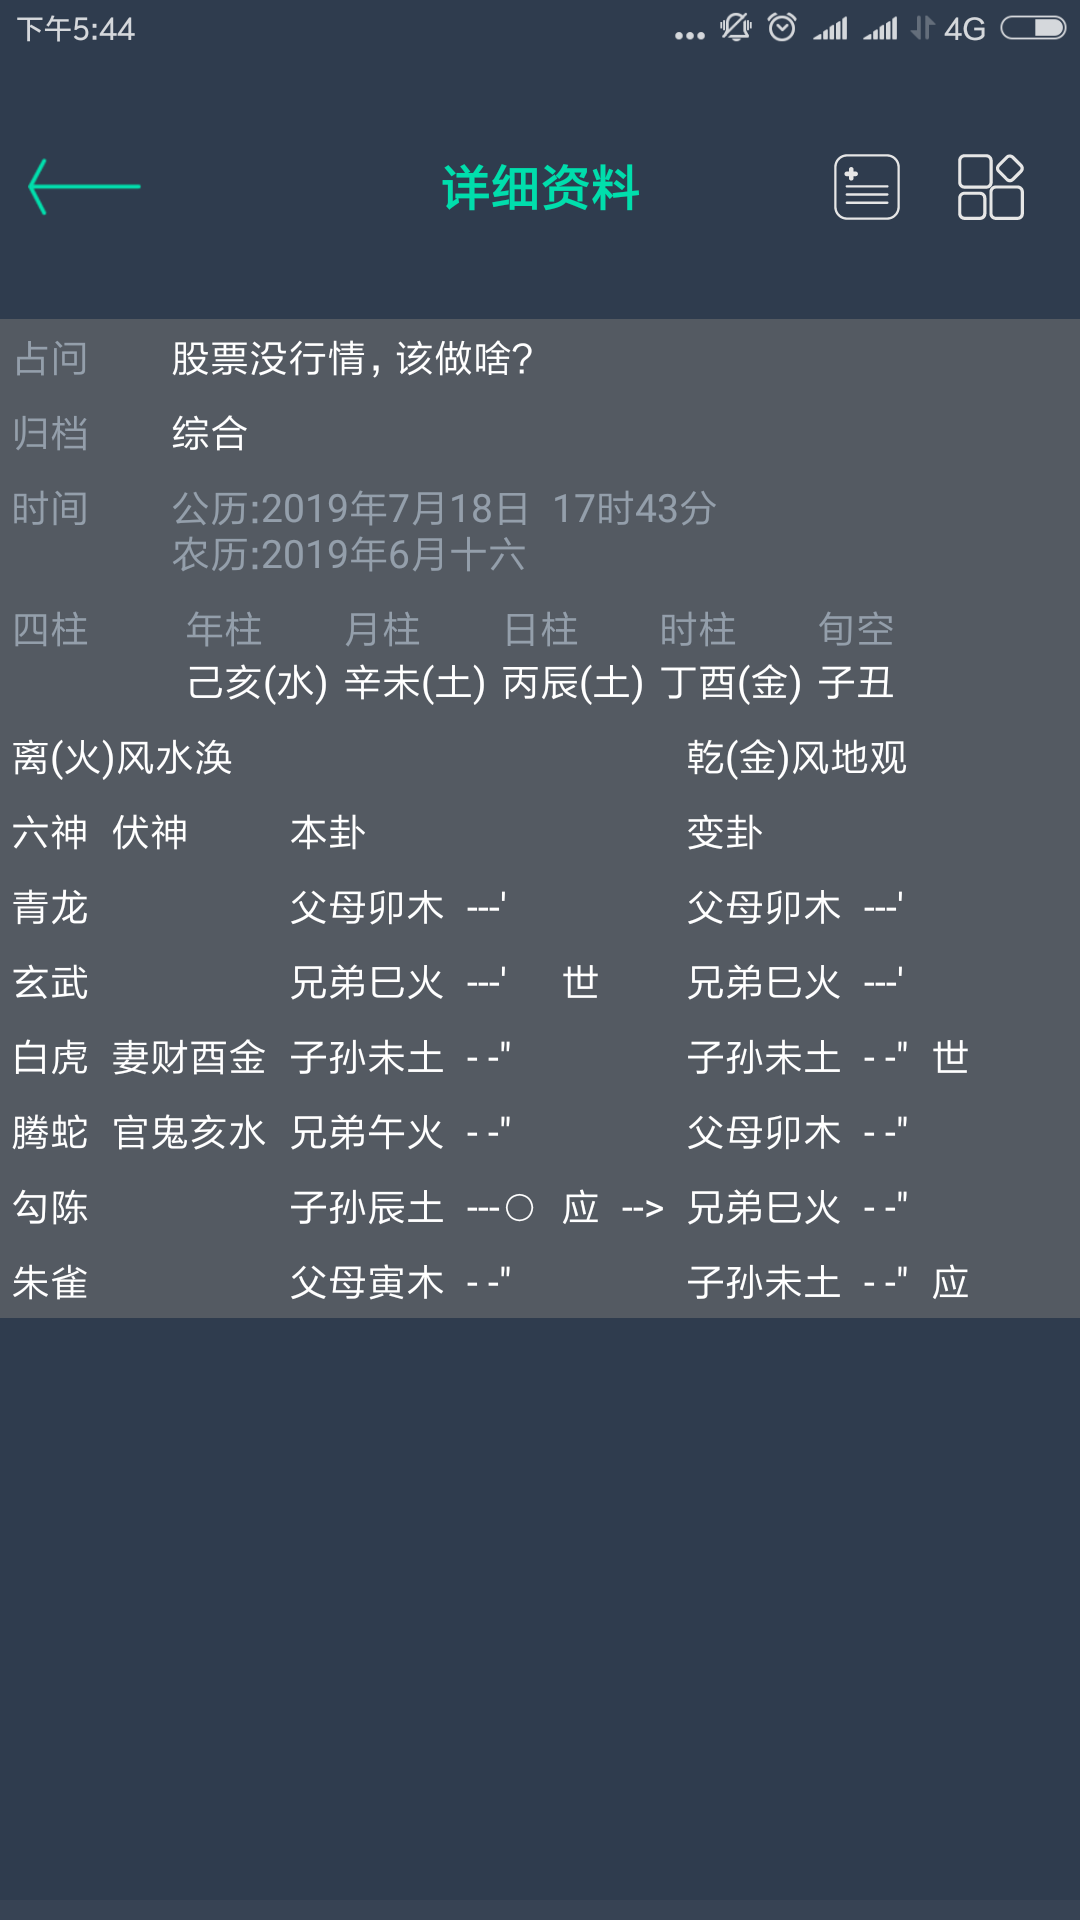 下午5:44 ... 4G
详细资料
占问 股票没行情，该做啥？
归档 综合
时间 公历:2019年7月18日 17时43分
农历:2019年6月十六
四柱 年柱 月柱 日柱 时柱 旬空
己亥(水) 辛未(土) 丙辰(土) 丁酉(金) 子丑
离(火)风水涣 乾(金)风地观
六神 伏神 本卦 变卦
青龙 父母卯木 ---' 父母卯木 ---'
玄武 兄弟巳火 ---' 世 兄弟巳火 ---'
白虎 妻财酉金 子孙未土 - -" 子孙未土 - -" 世
腾蛇 官鬼亥水 兄弟午火 - -" 父母卯木 - -"
勾陈 子孙辰土 ---○ 应 --> 兄弟巳火 - -"
朱雀 父母寅木 - -" 子孙未土 - -" 应